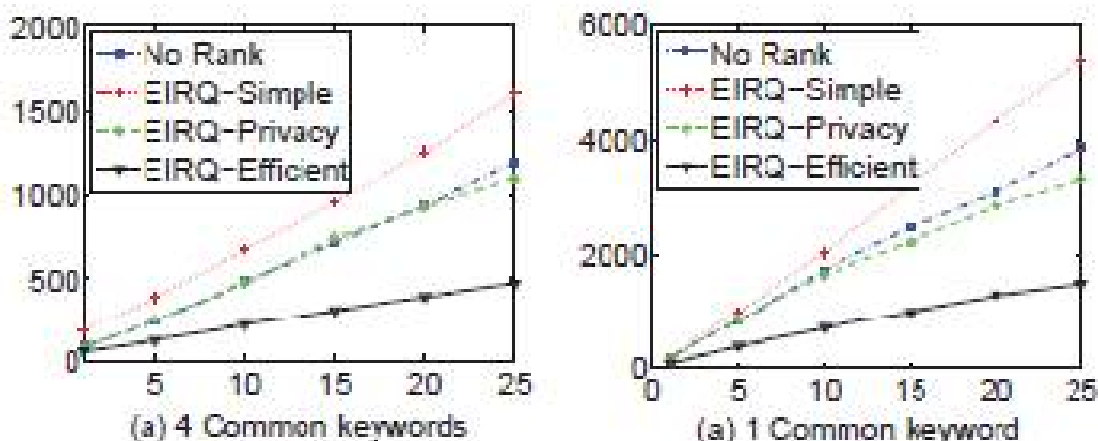 2000
1500
1000
500
0
No Rank
EIRQ-Simple
EIRQ-Privacy
EIRQ-Efficient
5 10 15 20 25
(a) 4 Common keywords
6000
4000
2000
0
No Rank
EIRQ-Simple
EIRQ-Privacy
EIRQ-Efficient
0 5 10 15 20 25
(a) 1 Common keyword